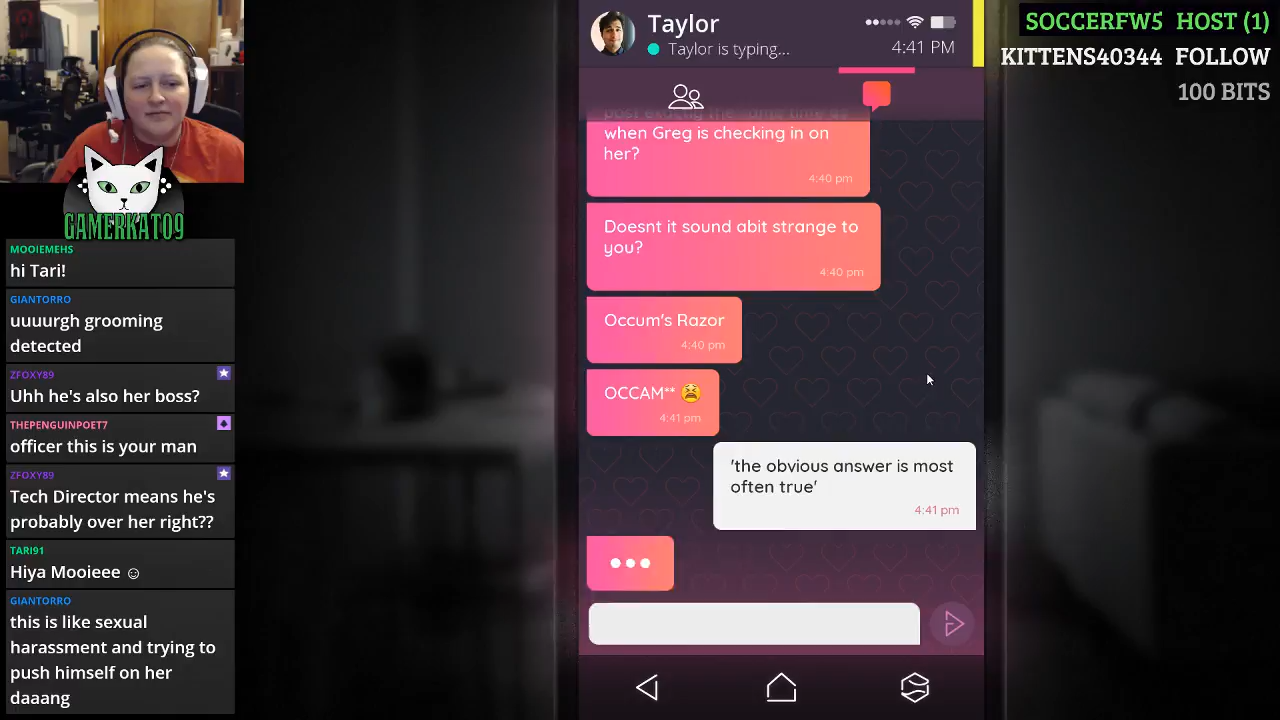 SOCCERFW5 HOST (1)
KITTENS40344 FOLLOW
100 BITS
GAMERKAT09
MOOIEMEHS
hi Tari!
GIANTORRO
uuuurgh grooming
detected
ZFOXY89
Uhh he's also her boss?
THEPENGUINPOET7
officer this is your man
ZFOXY89
Tech Director means he's
probably over her right??
TARI91
Hiya Mooieee ☺
GIANTORRO
this is like sexual
harassment and trying to
push himself on her
daaang
Taylor
Taylor is typing...
4:41 PM
when Greg is checking in on
her?
4:40 pm
Doesnt it sound abit strange to
you?
4:40 pm
Occum's Razor
4:40 pm
OCCAM** 😫
4:41 pm
'the obvious answer is most
often true'
4:41 pm